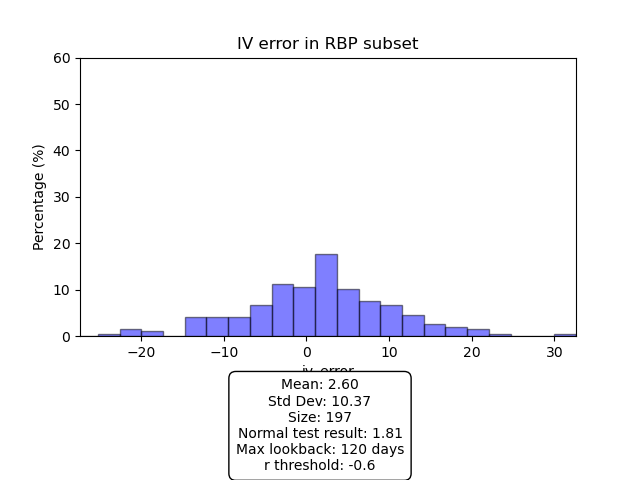 IV error in RBP subset
60
50
40
30
20
10
0
Percentage (%)
−20
−10
0
10
20
30
iv_error
Mean: 2.60
Std Dev: 10.37
Size: 197
Normal test result: 1.81
Max lookback: 120 days
r threshold: -0.6